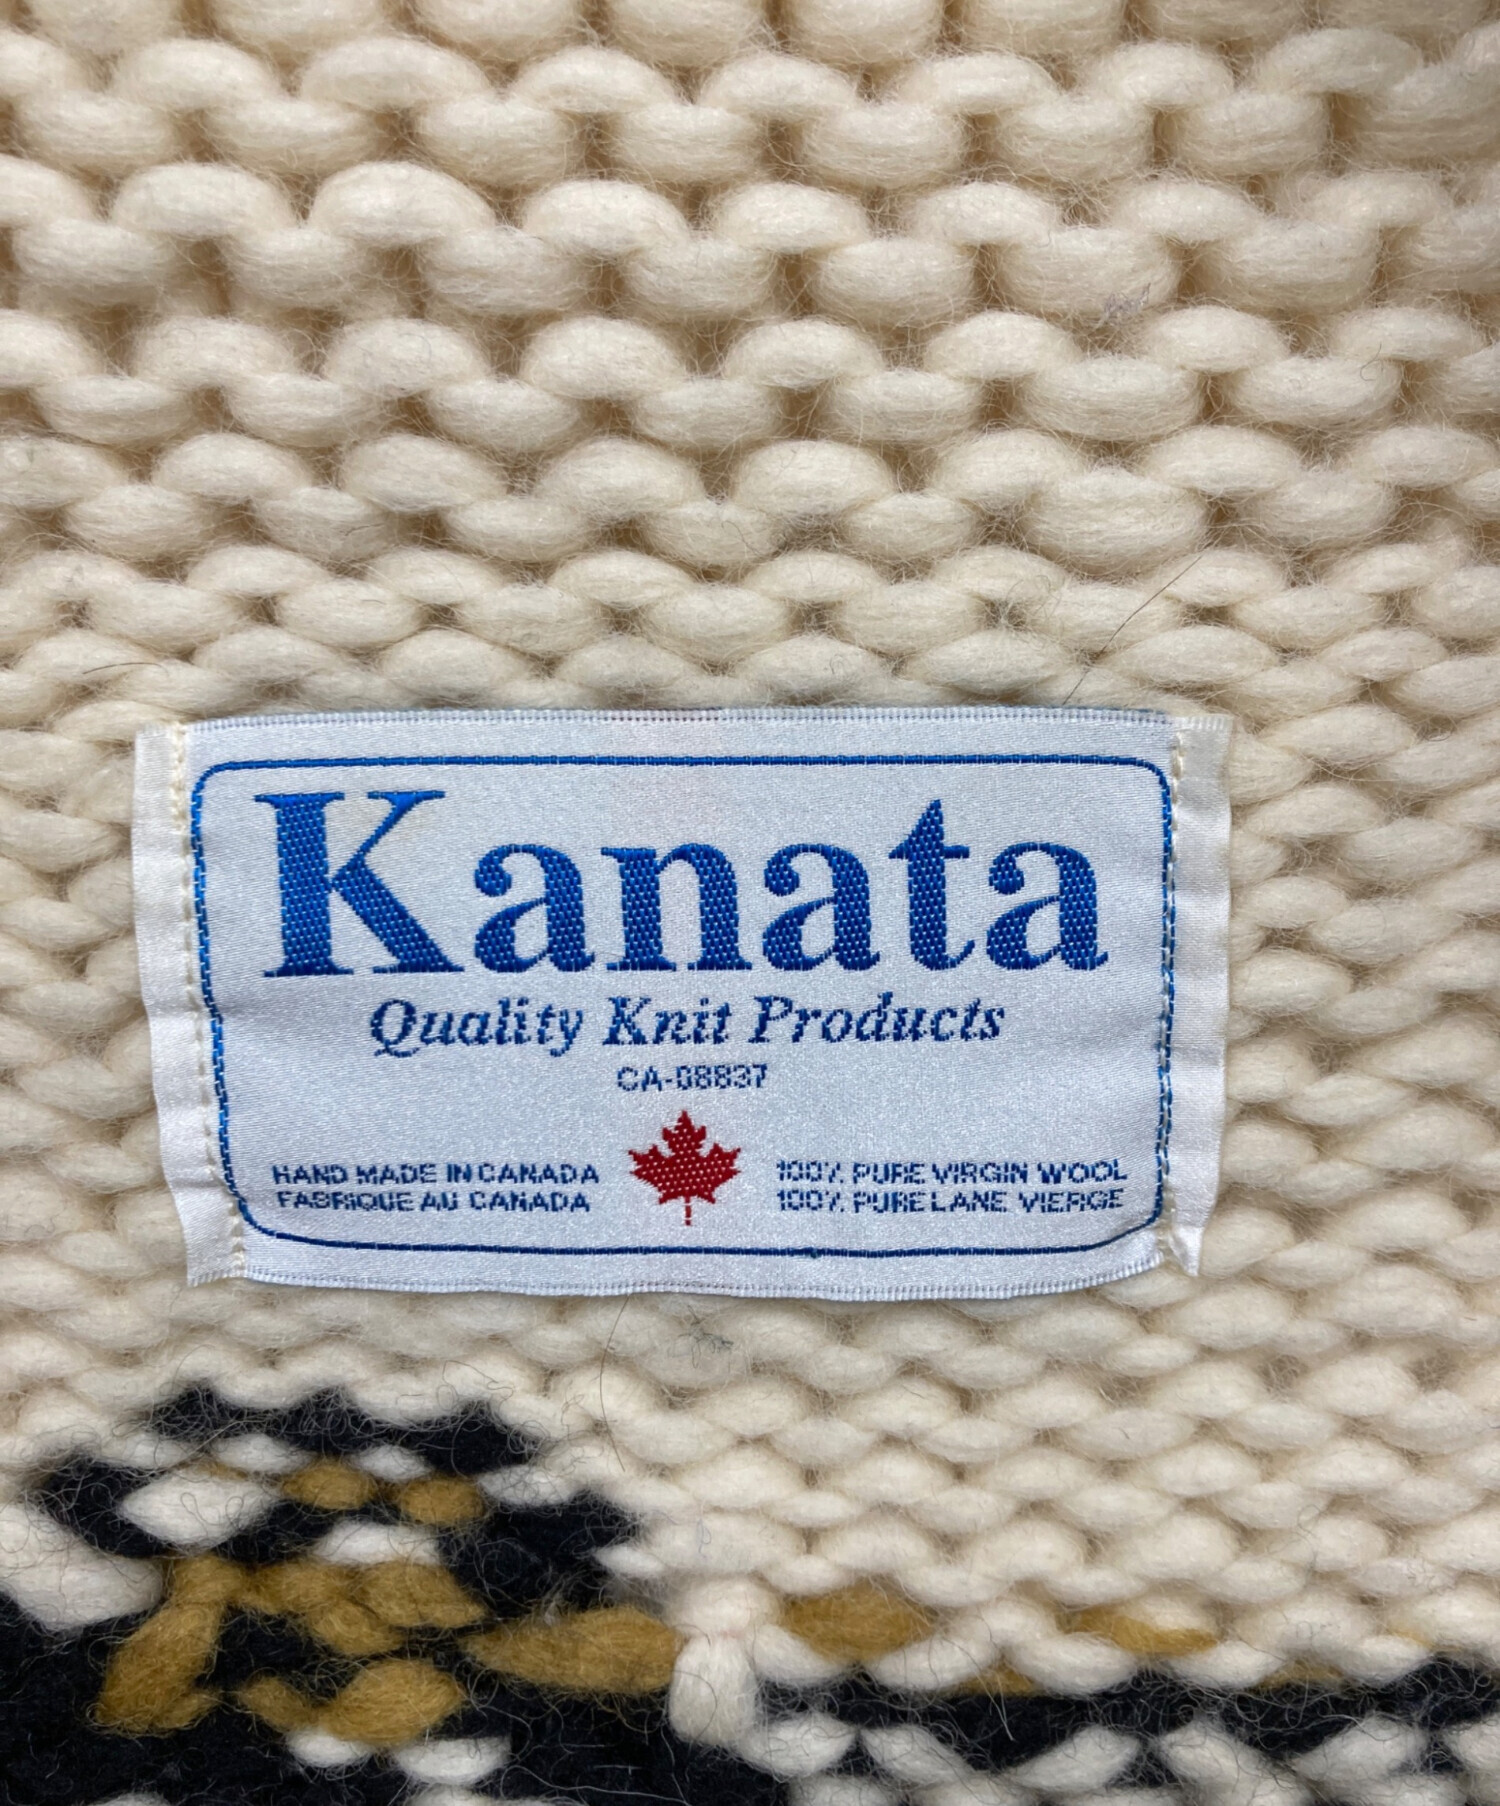 Kanata
Quality Knit Products
CA-08837
HAND MADE IN CANADA
FABRIQUE AU CANADA
100% PURE VIRGIN WOOL
100% PURE LANE VIERGE